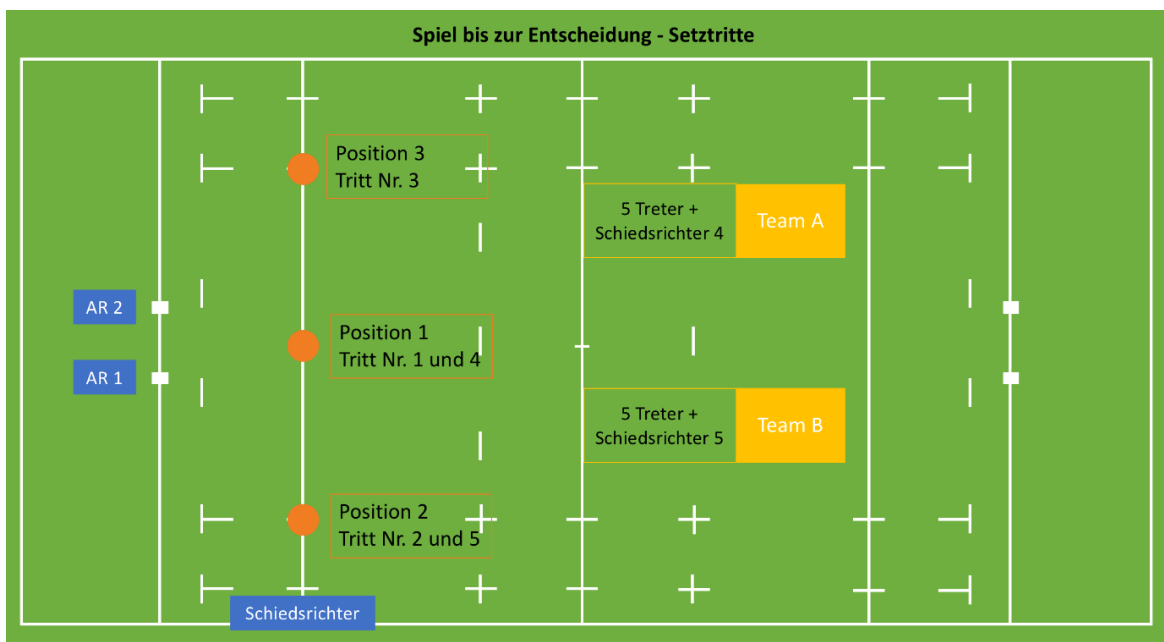 Spiel bis zur Entscheidung - Setztritte
Position 3
Tritt Nr. 3
5 Treter +
Schiedsrichter 4
Team A
AR 2
Position 1
Tritt Nr. 1 und 4
AR 1
5 Treter +
Schiedsrichter 5
Team B
Position 2
Tritt Nr. 2 und 5
Schiedsrichter